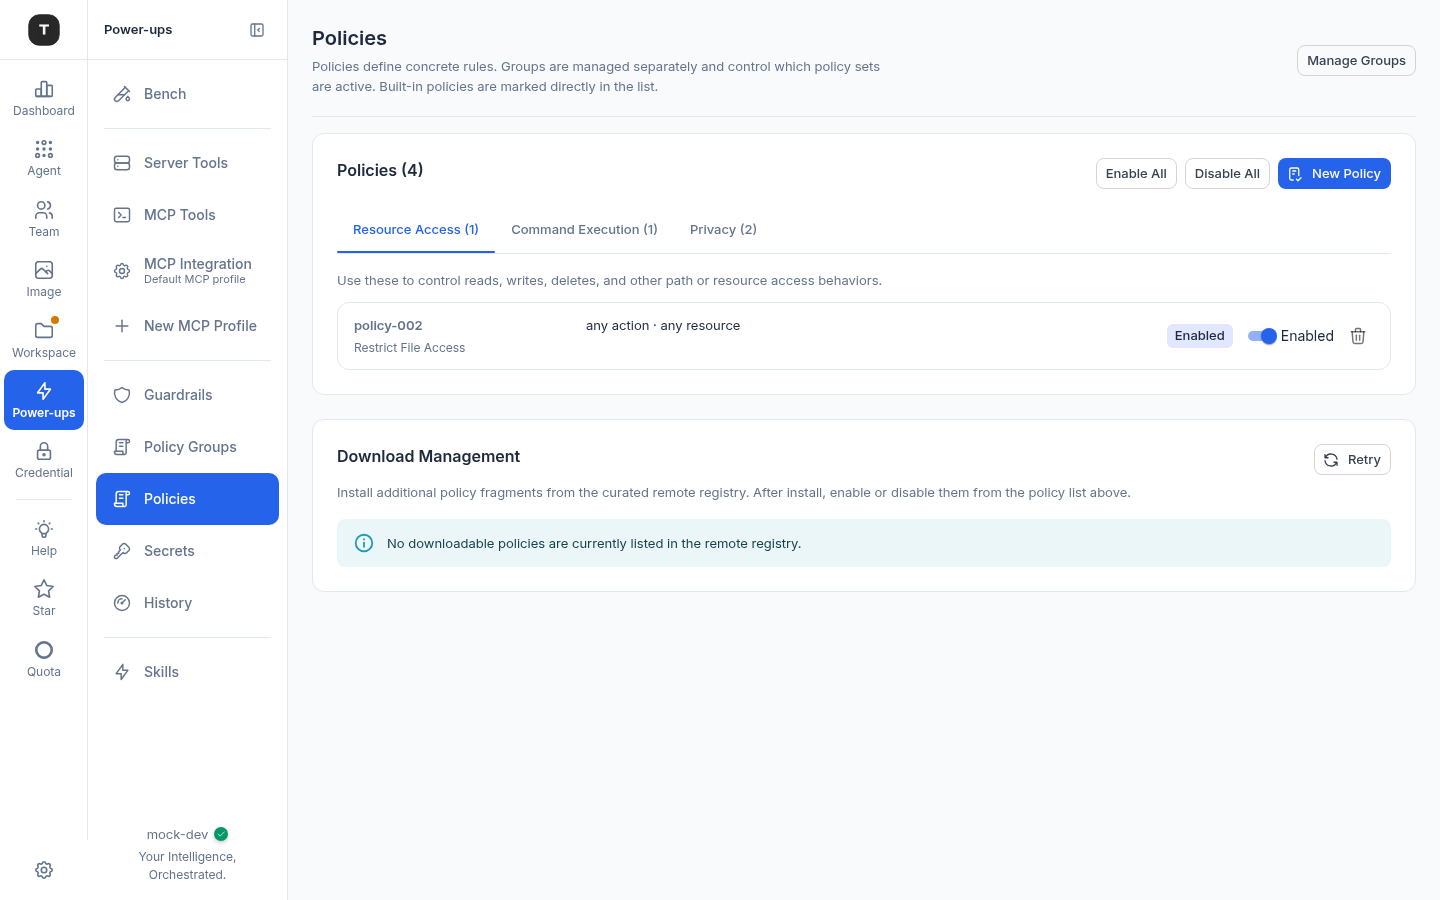 T
Dashboard
Agent
Team
Image
Workspace
Power-ups
Credential
Help
Star
Quota
Power-ups
Bench
Server Tools
MCP Tools
MCP Integration
Default MCP profile
New MCP Profile
Guardrails
Policy Groups
Policies
Secrets
History
Skills
mock-dev
Your Intelligence,
Orchestrated.
Policies
Policies define concrete rules. Groups are managed separately and control which policy sets
are active. Built-in policies are marked directly in the list.
Manage Groups
Policies (4)
Enable All
Disable All
New Policy
Resource Access (1)
Command Execution (1)
Privacy (2)
Use these to control reads, writes, deletes, and other path or resource access behaviors.
policy-002
Restrict File Access
any action · any resource
Enabled
Enabled
Download Management
Retry
Install additional policy fragments from the curated remote registry. After install, enable or disable them from the policy list above.
No downloadable policies are currently listed in the remote registry.